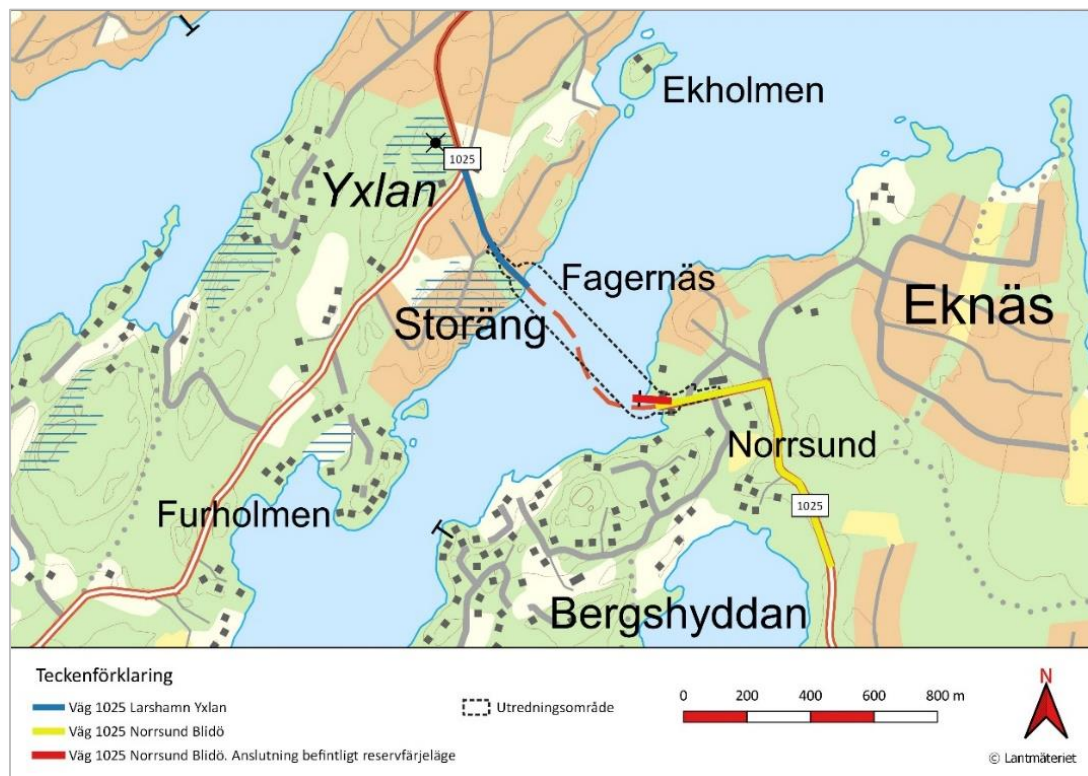 Ekholmen
1025
Yxlan
Fagernäs
Eknäs
Storäng
Norrsund
Furholmen
1025
Bergshyddan
Teckenförklaring
Väg 1025 Larshamn Yxlan
Väg 1025 Norrsund Blidö
Väg 1025 Norrsund Blidö. Anslutning befintligt reservfärjeläge
Utredningsområde
0 200 400 600 800 m
N
© Lantmäteriet